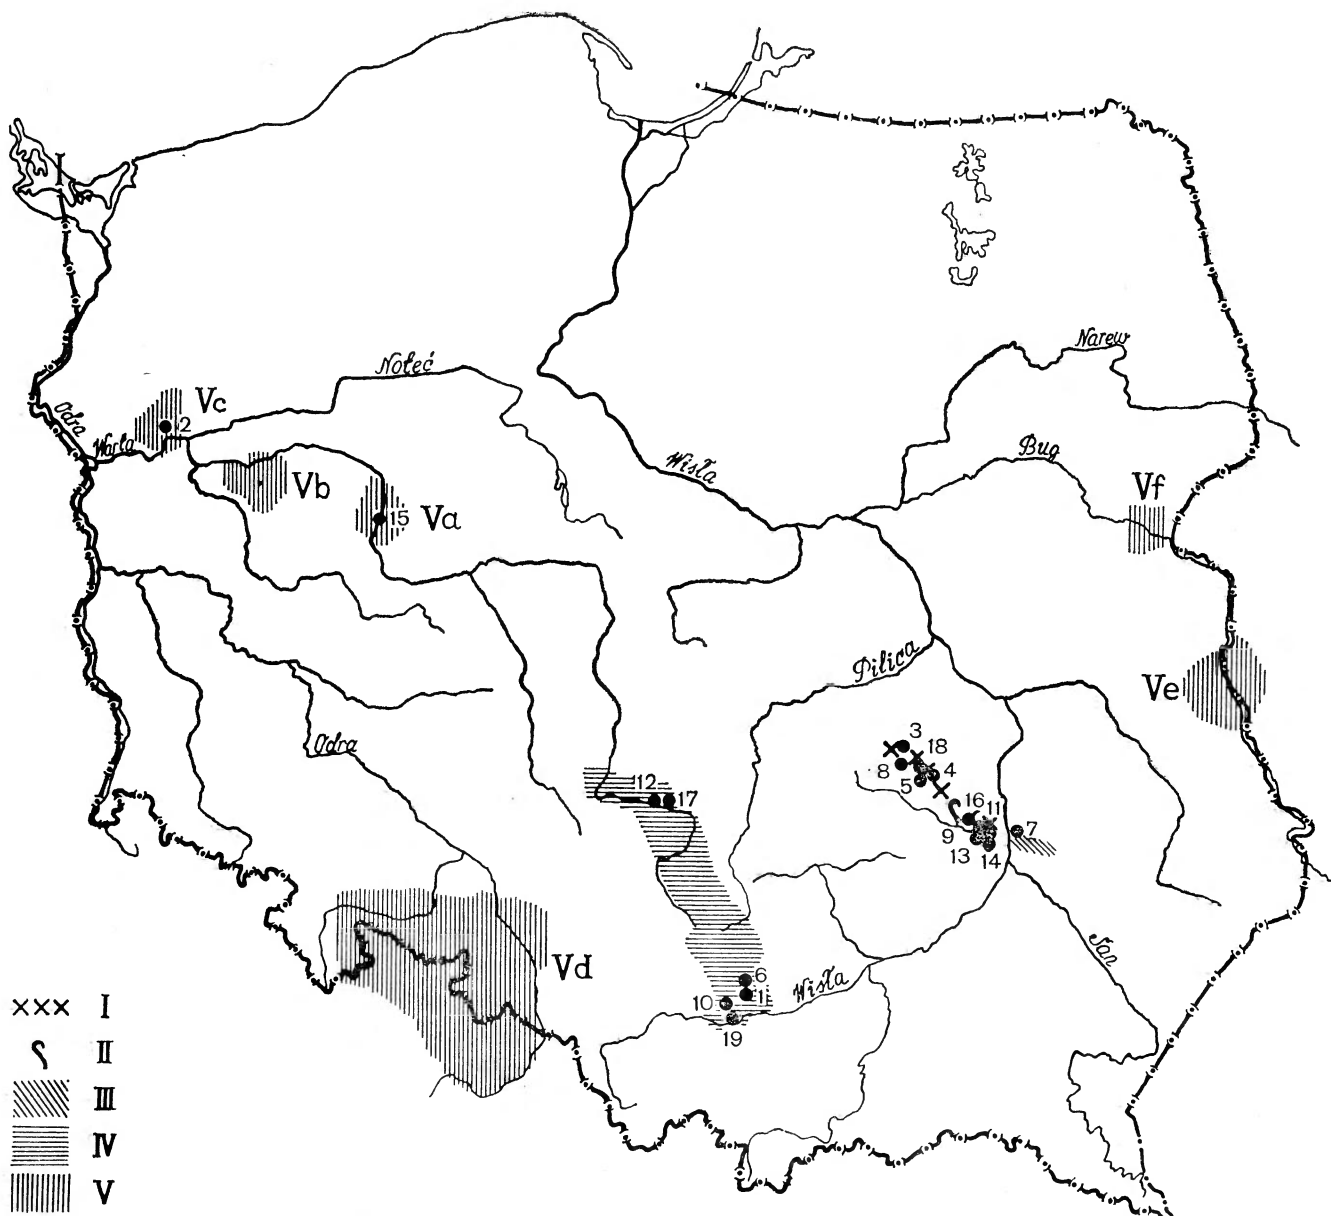 I
Noteć
Narew
Vc
Odra
2
Warta
Wisła
Bug
Vb
Vf
15
Va
Pilica
Ve
3
18
Odra
8
4
12
5
17
16
11
7
9
13
14
San
Vd
6
Wisła
1
10
19
I
II
III
IV
V